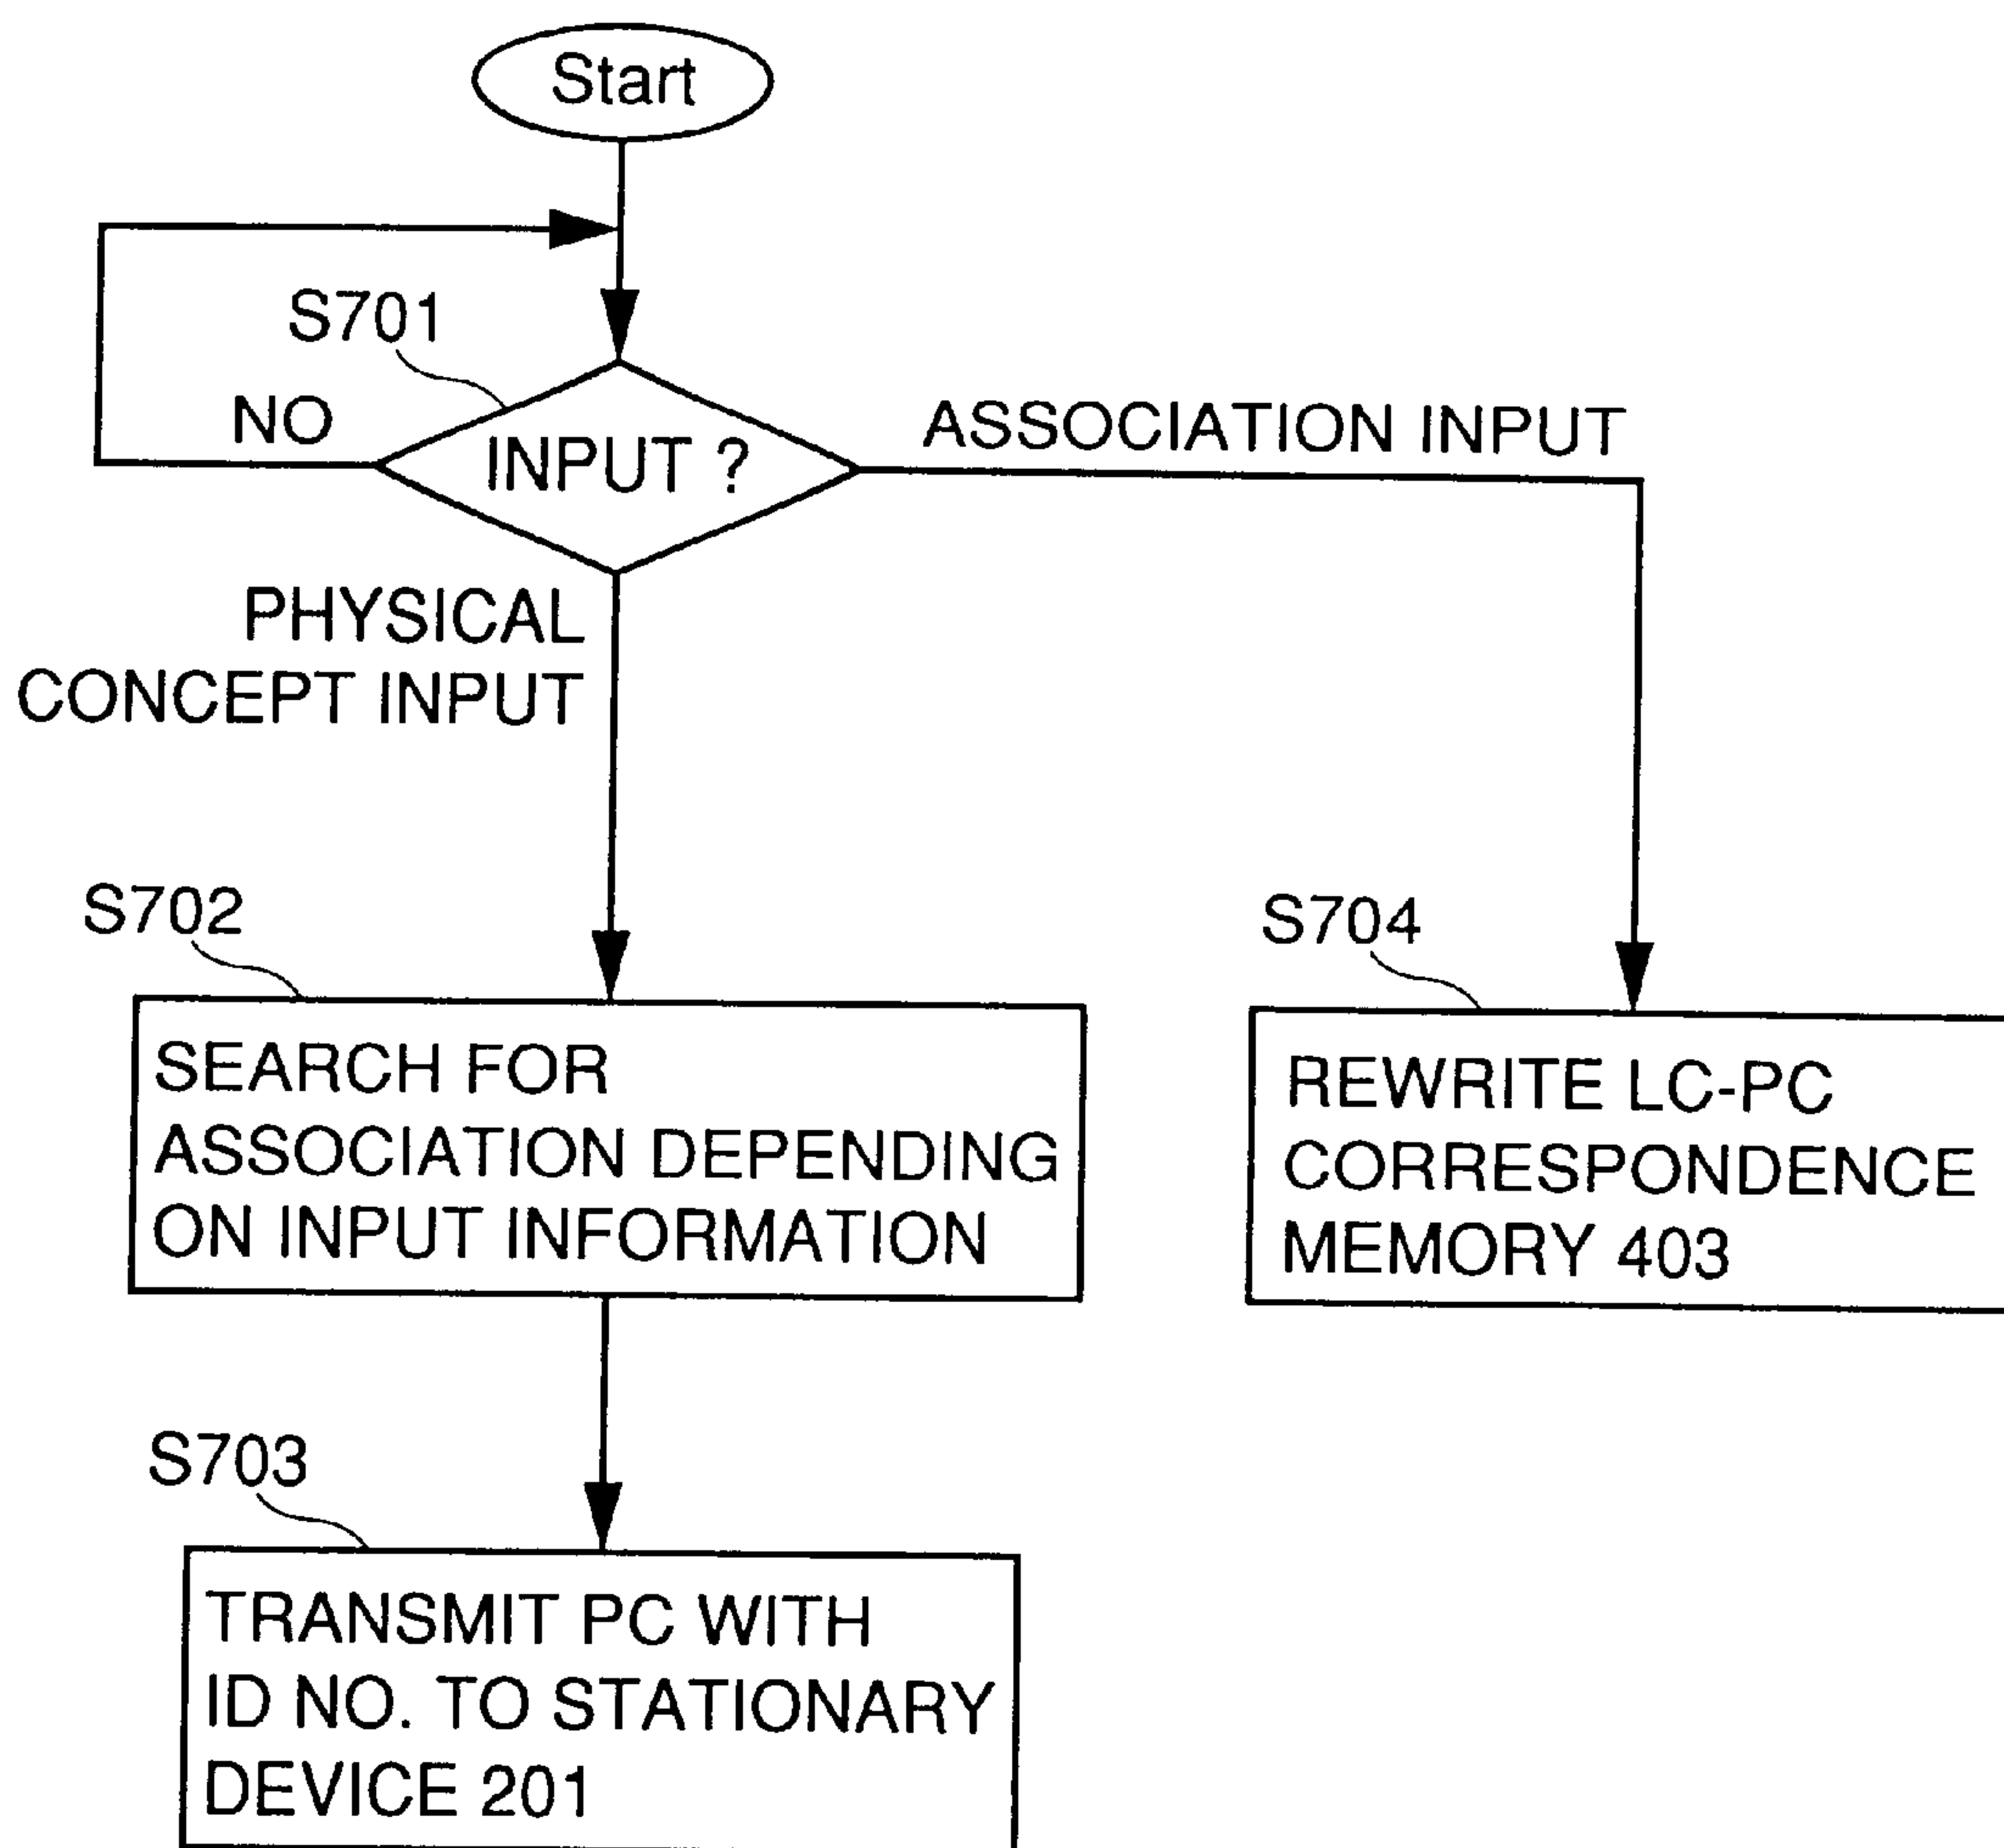 Start
S701
NO
INPUT ?
ASSOCIATION INPUT
PHYSICAL
CONCEPT INPUT
S702
SEARCH FOR
ASSOCIATION DEPENDING
ON INPUT INFORMATION
S704
REWRITE LC-PC
CORRESPONDENCE
MEMORY 403
S703
TRANSMIT PC WITH
ID NO. TO STATIONARY
DEVICE 201